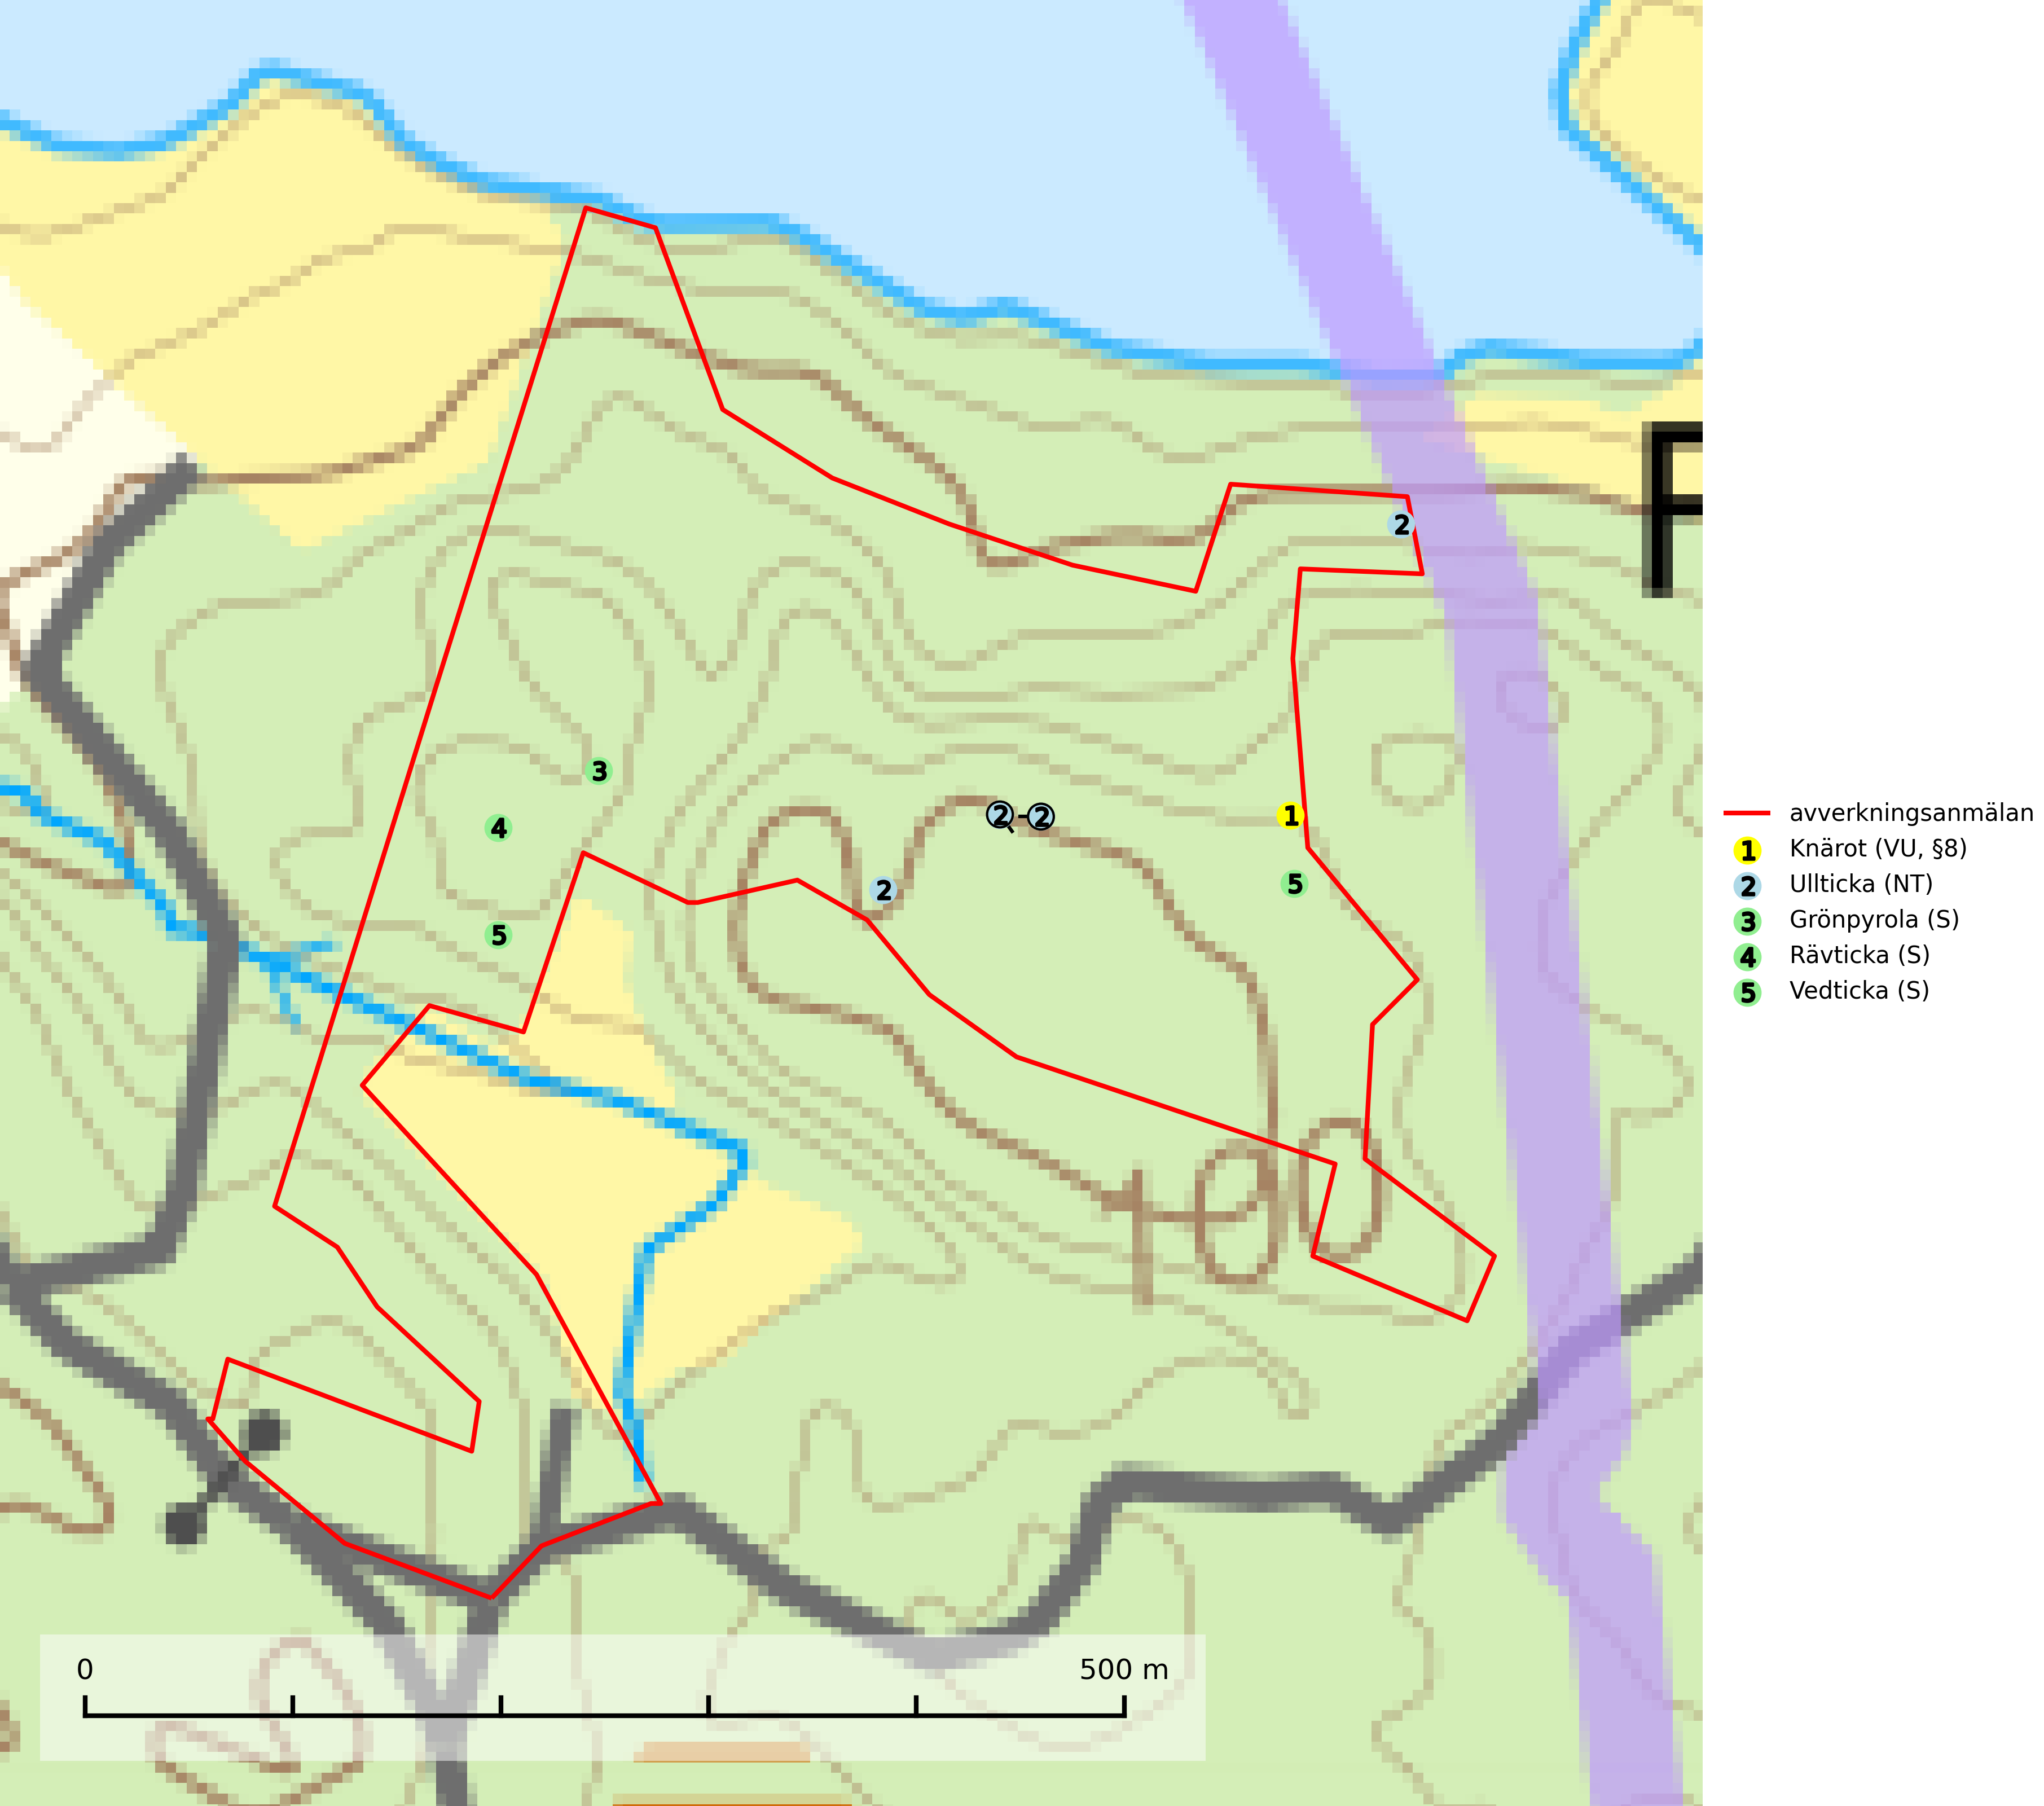 F
2
3
2
2
1
4
2
5
5
100
avverkningsanmälan
1 Knärot (VU, §8)
2 Ullticka (NT)
3 Grönpyrola (S)
4 Rävticka (S)
5 Vedticka (S)
0 500 m